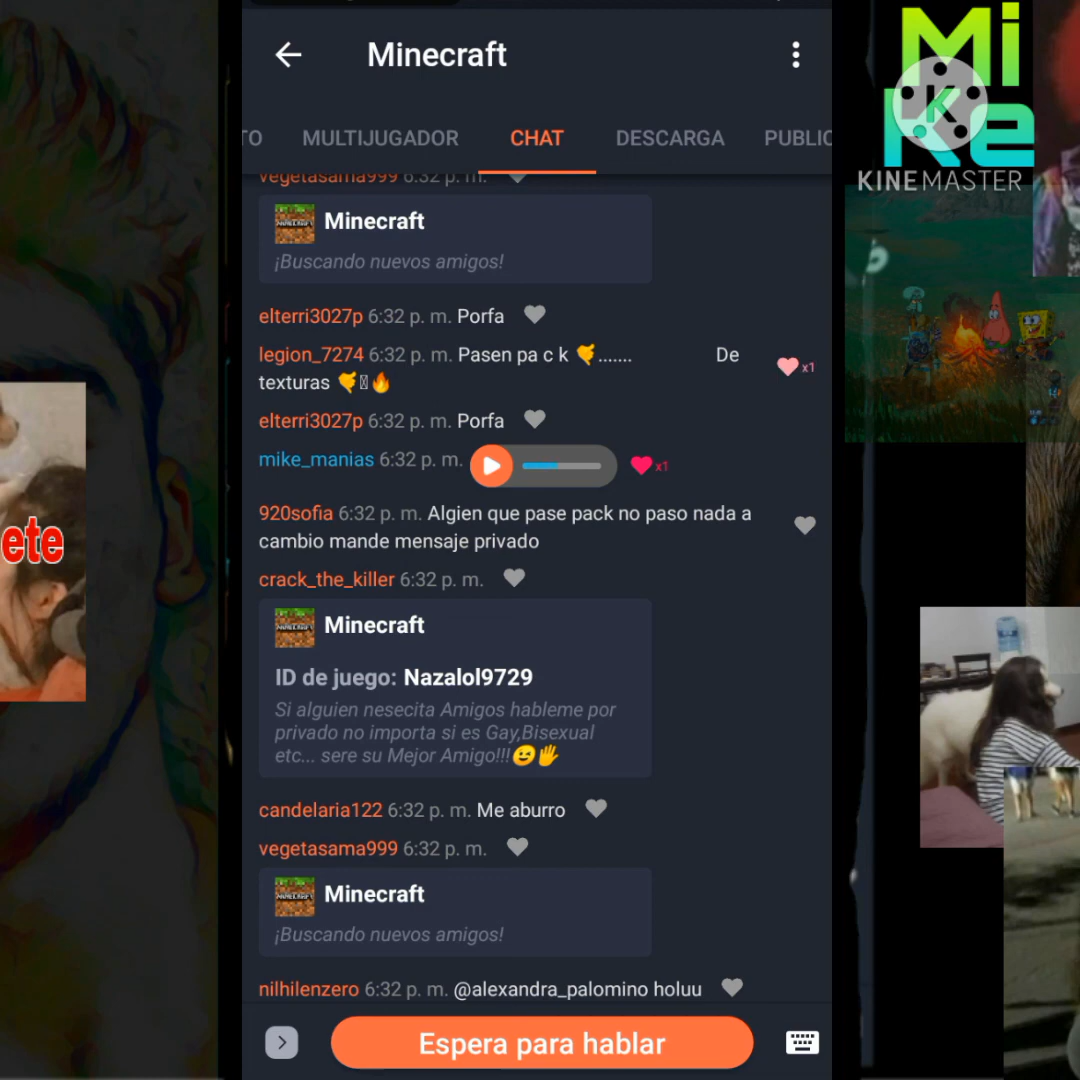 Minecraft
TO MULTIJUGADOR CHAT DESCARGA PUBLIC
vegetasama999 6:32 p. m.
Minecraft
¡Buscando nuevos amigos!
elterri3027p 6:32 p. m. Porfa
legion_7274 6:32 p. m. Pasen pa c k 🤙....... De
texturas 🤙🔥
x1
elterri3027p 6:32 p. m. Porfa
mike_manias 6:32 p. m.
x1
920sofia 6:32 p. m. Algien que pase pack no paso nada a
cambio mande mensaje privado
crack_the_killer 6:32 p. m.
Minecraft
ID de juego: Nazalol9729
Si alguien nesecita Amigos hableme por
privado no importa si es Gay,Bisexual
etc... sere su Mejor Amigo!!!😉🖐
candelaria122 6:32 p. m. Me aburro
vegetasama999 6:32 p. m.
Minecraft
¡Buscando nuevos amigos!
nilhilenzero 6:32 p. m. @alexandra_palomino holuu
Espera para hablar
Mi
Ke
K
KINEMASTER
ete